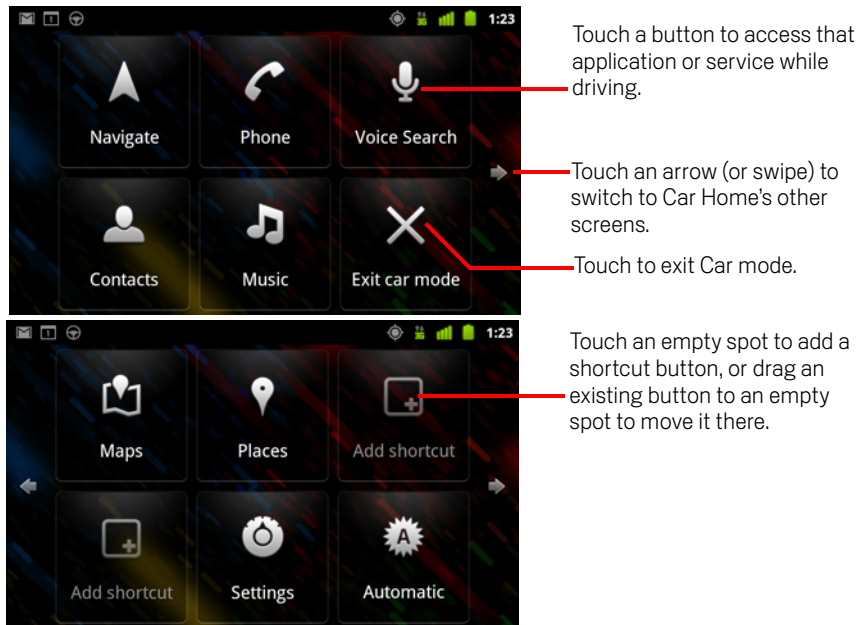 1:23
Touch a button to access that
application or service while
driving.
Navigate Phone Voice Search
Touch an arrow (or swipe) to
switch to Car Home's other
screens.
Contacts Music Exit car mode
Touch to exit Car mode.
1:23
Touch an empty spot to add a
shortcut button, or drag an
existing button to an empty
spot to move it there.
Maps Places Add shortcut
A
Add shortcut Settings Automatic